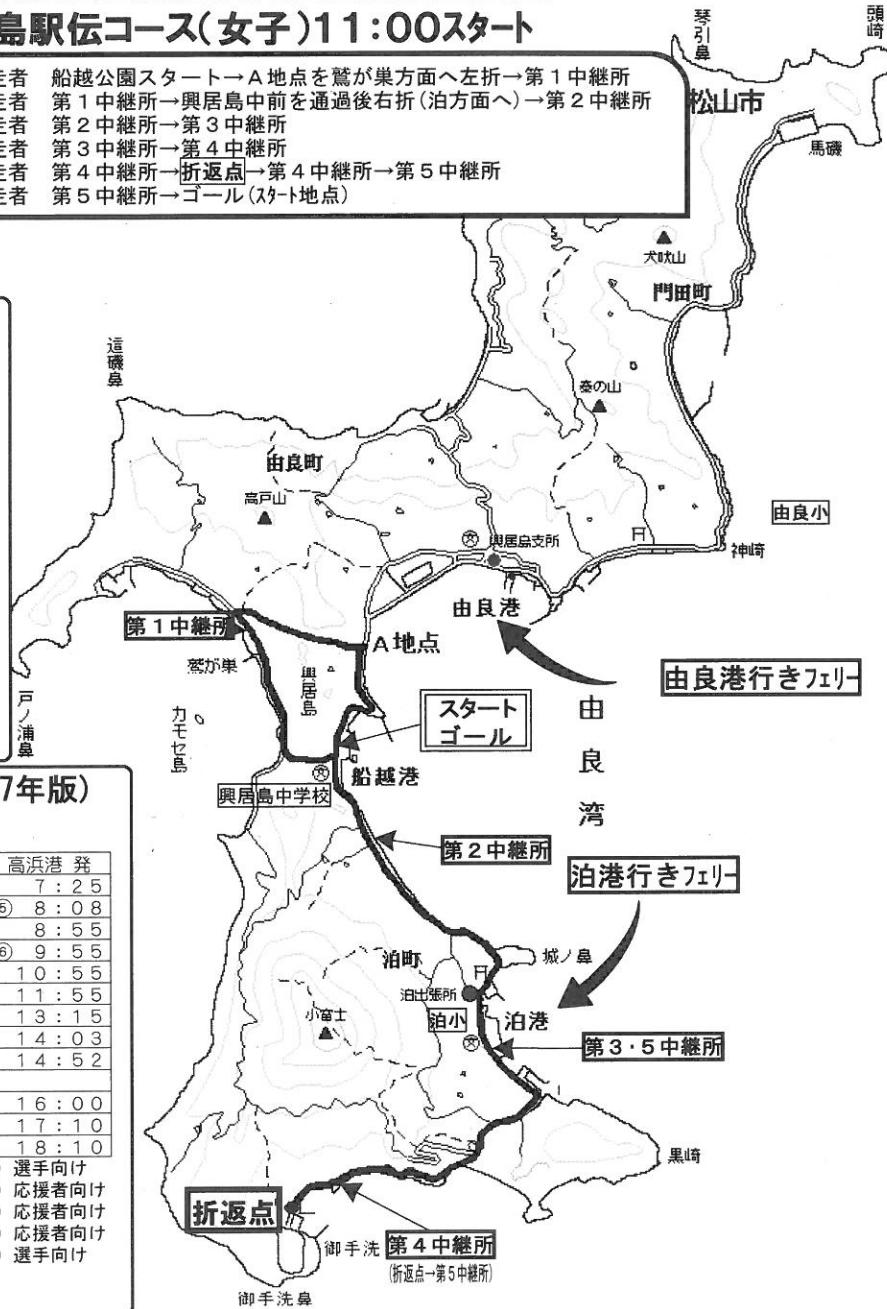 島駅伝コース(女子)11:00スタート
走者 船越公園スタート→A地点を鷲が巣方面へ左折→第1中継所
走者 第1中継所→興居島中前を通過後右折(泊方面へ)→第2中継所
走者 第2中継所→第3中継所
走者 第3中継所→第4中継所
走者 第4中継所→折返点→第4中継所→第5中継所
走者 第5中継所→ゴール(スタート地点)
琴引鼻
頭崎
松山市
馬磯
犬吠山
門田町
這磯鼻
由良町
高戸山
興居島支所
由良小
神崎
由良港
第1中継所
A地点
鷲が巣
興居島
由良港行きフェリー
スタート
ゴール
由良湾
戸ノ浦鼻
カモセ島
船越港
興居島中学校
7年版)
第2中継所
泊港行きフェリー
高浜港 発
7:25
⑤ 8:08
8:55
⑥ 9:55
10:55
11:55
13:15
14:03
14:52
16:00
17:10
18:10
選手向け
応援者向け
応援者向け
応援者向け
選手向け
泊町
城ノ鼻
泊出張所
泊小
泊港
小富士
第3・5中継所
黒崎
折返点
御手洗
第4中継所
(折返点→第5中継所)
御手洗鼻